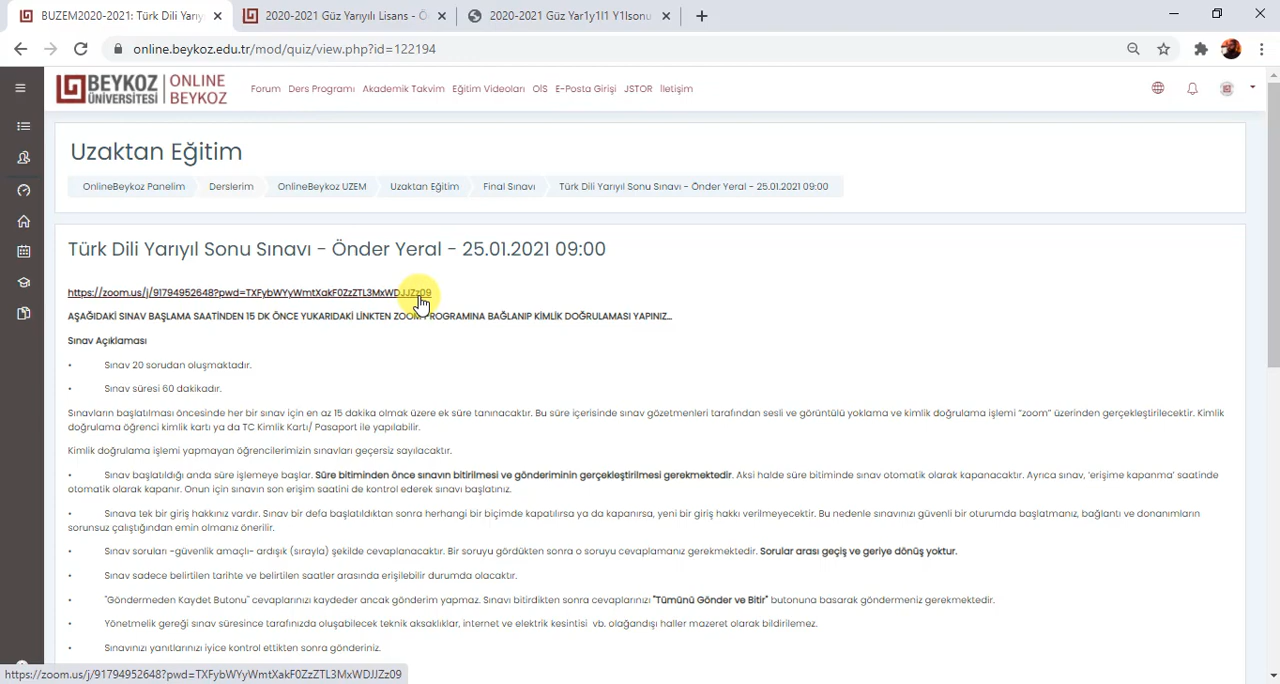 BUZEM2020-2021: Türk Dili Yarıy
2020-2021 Güz Yarıyılı Lisans - Ö
2020-2021 Güz Yar1y1l1 Y1lsonu
online.beykoz.edu.tr/mod/quiz/view.php?id=122194
BEYKOZ ÜNİVERSİTESİ
ONLINE BEYKOZ
Forum Ders Programı Akademik Takvim Eğitim Videoları OİS E-Posta Girişi JSTOR İletişim
Uzaktan Eğitim
OnlineBeykoz Panelim Derslerim OnlineBeykoz UZEM Uzaktan Eğitim Final Sınavı Türk Dili Yarıyıl Sonu Sınavı - Önder Yeral - 25.01.2021 09:00
Türk Dili Yarıyıl Sonu Sınavı - Önder Yeral - 25.01.2021 09:00
https://zoom.us/j/91794952648?pwd=TXFybWYyWmtXakF0ZzZTL3MxWDJJZz09
AŞAĞIDAKİ SINAV BAŞLAMA SAATİNDEN 15 DK ÖNCE YUKARIDAKİ LİNKTEN ZOOM PROGRAMINA BAĞLANIP KİMLİK DOĞRULAMASI YAPINIZ...
Sınav Açıklaması
• Sınav 20 sorudan oluşmaktadır.
• Sınav süresi 60 dakikadır.
Sınavların başlatılması öncesinde her bir sınav için en az 15 dakika olmak üzere ek süre tanınacaktır. Bu süre içerisinde sınav gözetmenleri tarafından sesli ve görüntülü yoklama ve kimlik doğrulama işlemi "zoom" üzerinden gerçekleştirilecektir. Kimlik
doğrulama öğrenci kimlik kartı ya da TC Kimlik Kartı/ Pasaport ile yapılabilir.
Kimlik doğrulama işlemi yapmayan öğrencilerimizin sınavları geçersiz sayılacaktır.
• Sınav başlatıldığı anda süre işlemeye başlar. Süre bitiminden önce sınavın bitirilmesi ve gönderiminin gerçekleştirilmesi gerekmektedir. Aksi halde süre bitiminde sınav otomatik olarak kapanacaktır. Ayrıca sınav, 'erişime kapanma' saatinde
otomatik olarak kapanır. Onun için sınavın son erişim saatini de kontrol ederek sınavı başlatınız.
• Sınava tek bir giriş hakkınız vardır. Sınav bir defa başlatıldıktan sonra herhangi bir biçimde kapatılırsa ya da kapanırsa, yeni bir giriş hakkı verilmeyecektir. Bu nedenle sınavınızı güvenli bir oturumda başlatmanız, bağlantı ve donanımların
sorunsuz çalıştığından emin olmanız önerilir.
• Sınav soruları -güvenlik amaçlı- ardışık (sırayla) şekilde cevaplanacaktır. Bir soruyu gördükten sonra o soruyu cevaplamanız gerekmektedir. Sorular arası geçiş ve geriye dönüş yoktur.
• Sınav sadece belirtilen tarihte ve belirtilen saatler arasında erişilebilir durumda olacaktır.
• "Göndermeden Kaydet Butonu" cevaplarınızı kaydeder ancak gönderim yapmaz. Sınavı bitirdikten sonra cevaplarınızı "Tümünü Gönder ve Bitir" butonuna basarak göndermeniz gerekmektedir.
• Yönetmelik gereği sınav süresince tarafınızda oluşabilecek teknik aksaklıklar, internet ve elektrik kesintisi vb. olağandışı haller mazeret olarak bildirilemez.
• Sınavınızı yanıtlarınızı iyice kontrol ettikten sonra gönderiniz.
https://zoom.us/j/91794952648?pwd=TXFybWYyWmtXakF0ZzZTL3MxWDJJZz09